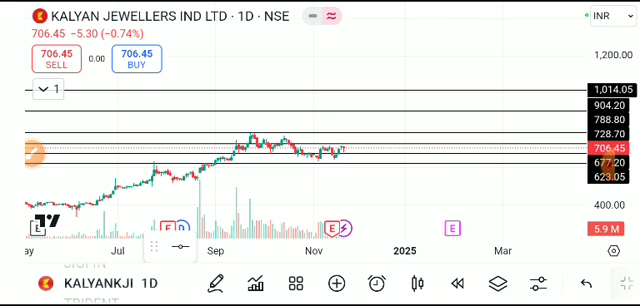 KALYAN JEWELLERS IND LTD · 1D · NSE
INR
706.45 −5.30 (−0.74%)
706.45 SELL
0.00
706.45 BUY
1
1,200.00
1,014.05
904.20
788.80
728.70
706.45
677.20
623.05
400.00
5.9 M
E
E
D
E
E
Jul
Sep
Nov
2025
Mar
KALYANKJI 1D
TRIDENT